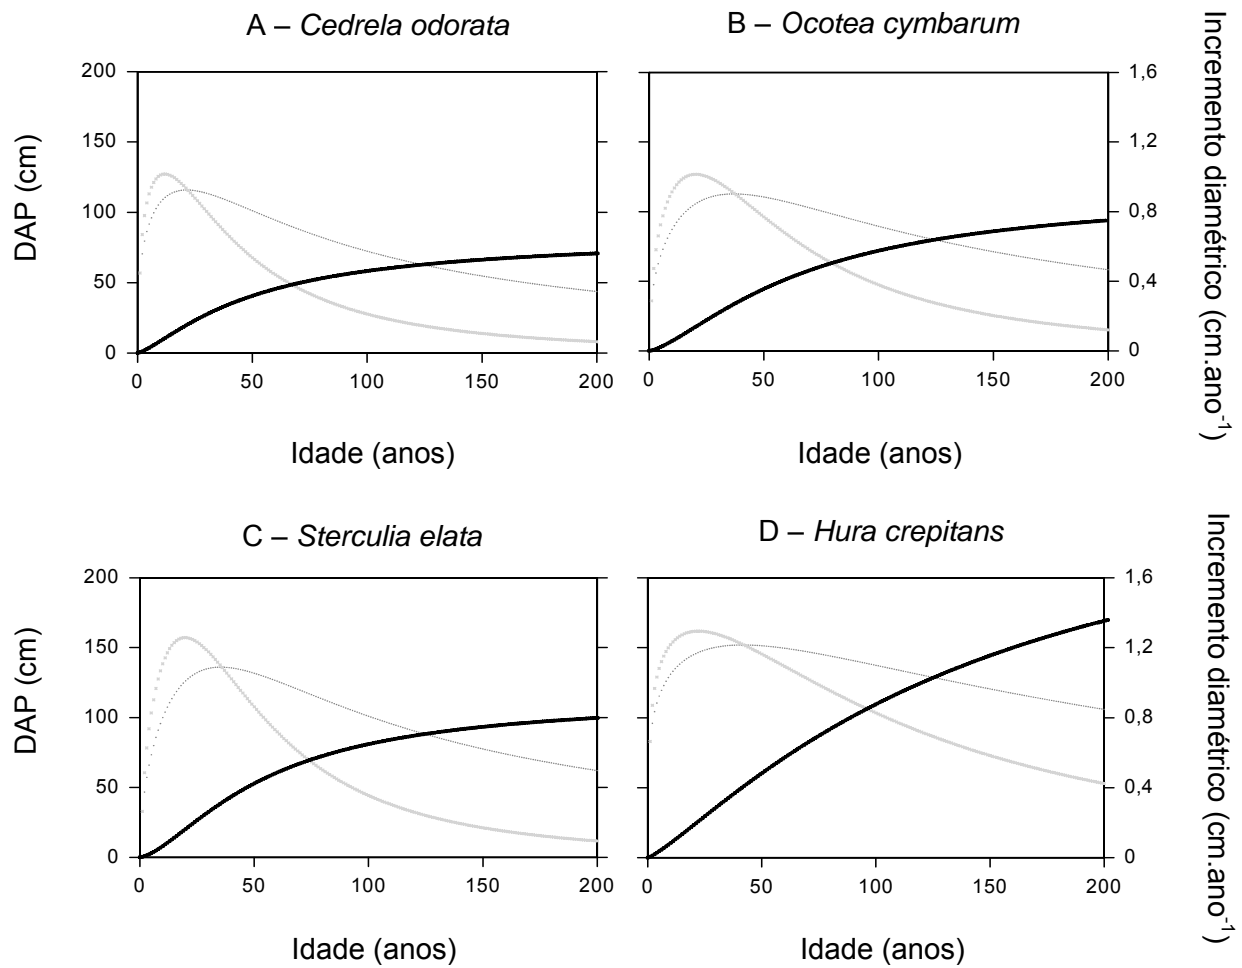 A – Cedrela odorata
B – Ocotea cymbarum
200
150
100
50
0
DAP (cm)
0 50 100 150 200
Idade (anos)
1,6
1,2
0,8
0,4
0
Incremento diamétrico (cm.ano-1)
0 50 100 150 200
Idade (anos)
C – Sterculia elata
D – Hura crepitans
200
150
100
50
0
DAP (cm)
0 50 100 150 200
Idade (anos)
1,6
1,2
0,8
0,4
0
Incremento diamétrico (cm.ano-1)
0 50 100 150 200
Idade (anos)